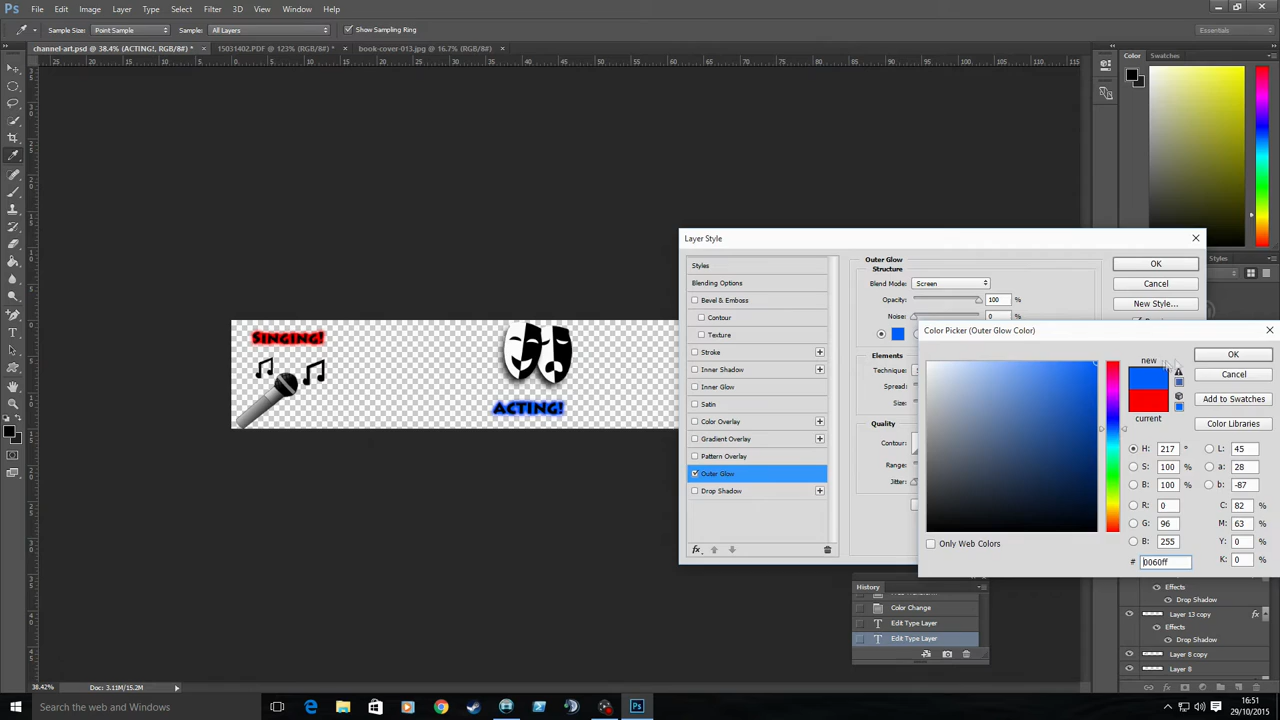 Ps File Edit Image Layer Type Select Filter 3D View Window Help
Sample Size: Point Sample Sample: All Layers Show Sampling Ring Essentials
channel-art.psd @ 38.4% (ACTING!, RGB/8#) * × 15031402.PDF @ 123% (RGB/8#) * × book-cover-013.jpg @ 16.7% (RGB/8#) ×
Color Swatches
Layer Style
Styles
Blending Options
Bevel & Emboss
Contour
Texture
Stroke
Inner Shadow
Inner Glow
Satin
Color Overlay
Gradient Overlay
Pattern Overlay
Outer Glow
Drop Shadow
fx
Outer Glow
Structure
Blend Mode: Screen
Opacity: 100 %
Noise: 0 %
Elements
Technique:
Spread:
Size:
Quality
Contour:
Range:
Jitter:
OK
Cancel
New Style...
Styles
SINGING!
ACTING!
Color Picker (Outer Glow Color)
new
current
OK
Cancel
Add to Swatches
Color Libraries
H: 217 ° L: 45
S: 100 % a: 28
B: 100 % b: -87
R: 0 C: 82 %
G: 96 M: 63 %
B: 255 Y: 0 %
# 0060ff K: 0 %
Only Web Colors
History
Color Change
Edit Type Layer
Edit Type Layer
Effects
Drop Shadow
Layer 13 copy fx
Effects
Drop Shadow
Layer 8 copy
Layer 8
38.42% Doc: 3.11M/15.2M
Search the web and Windows
16:51
29/10/2015